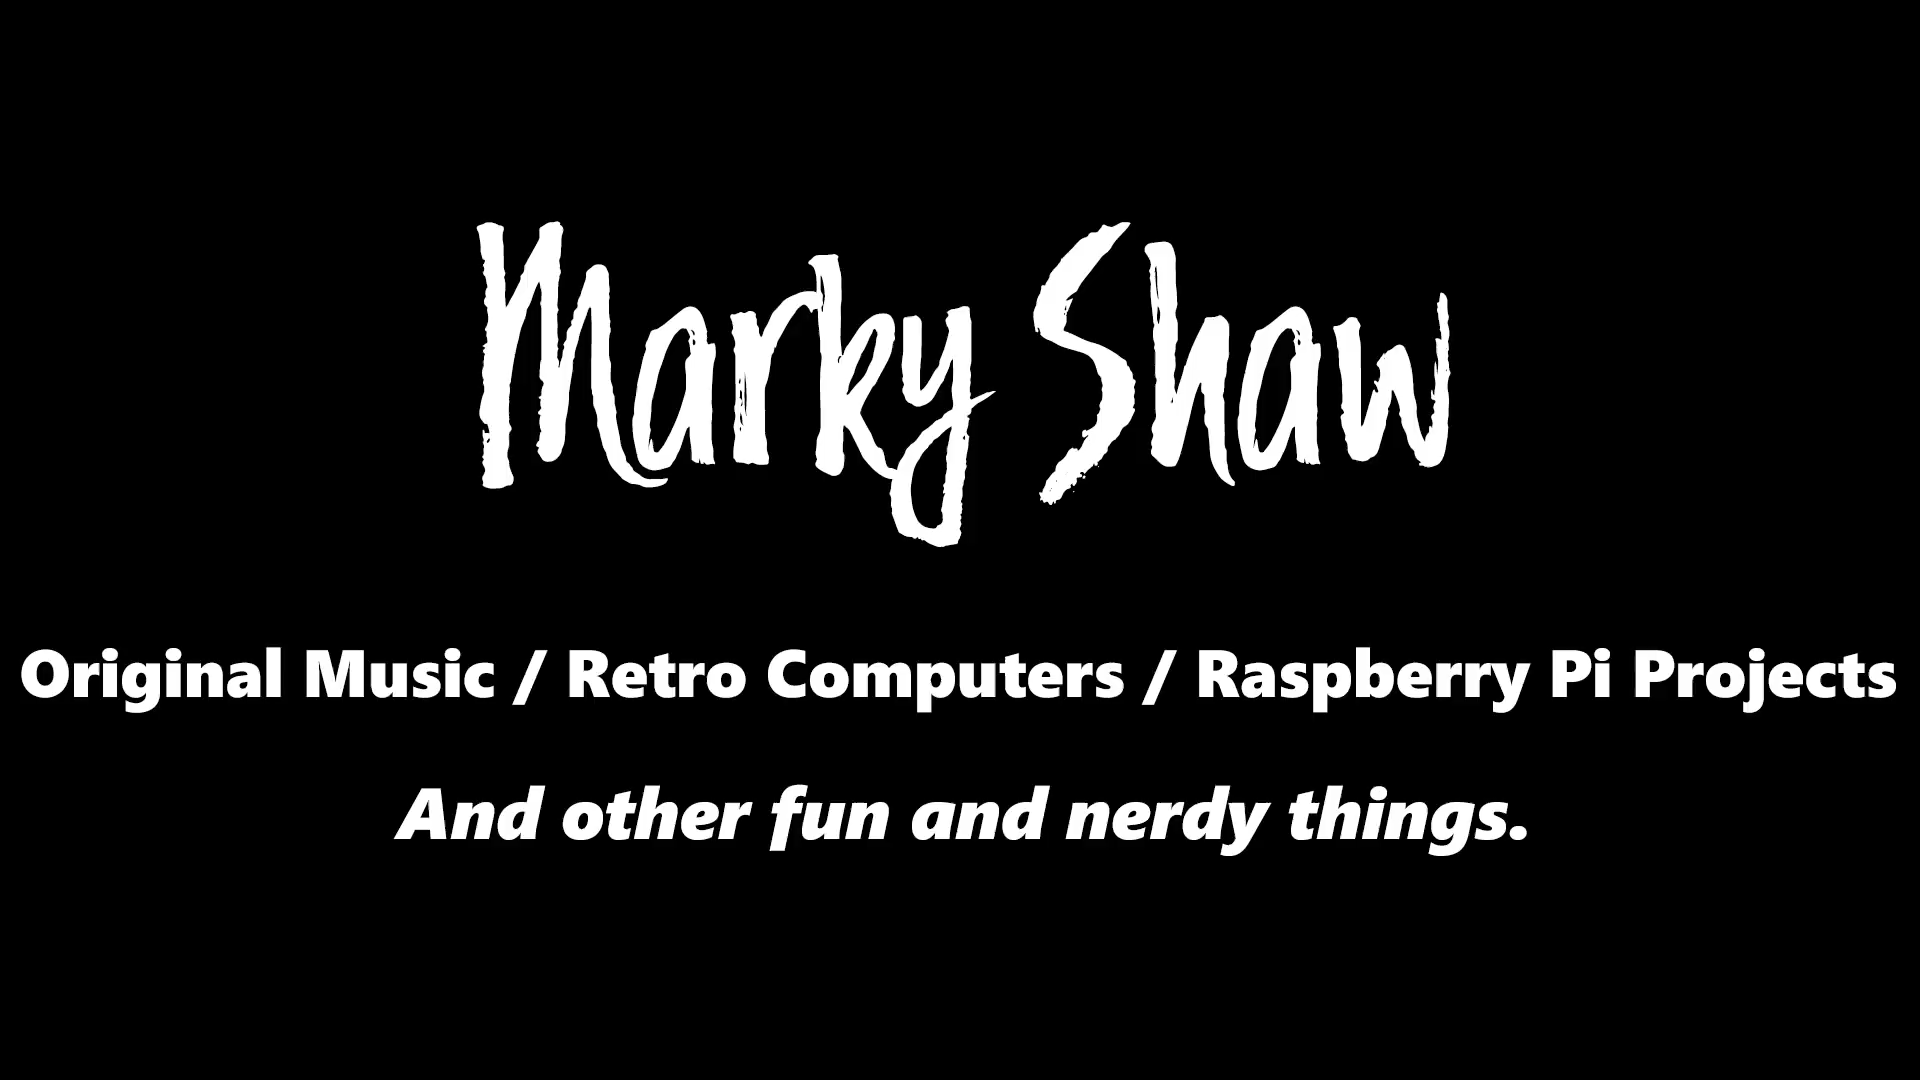 Marky Shaw
Original Music / Retro Computers / Raspberry Pi Projects
And other fun and nerdy things.